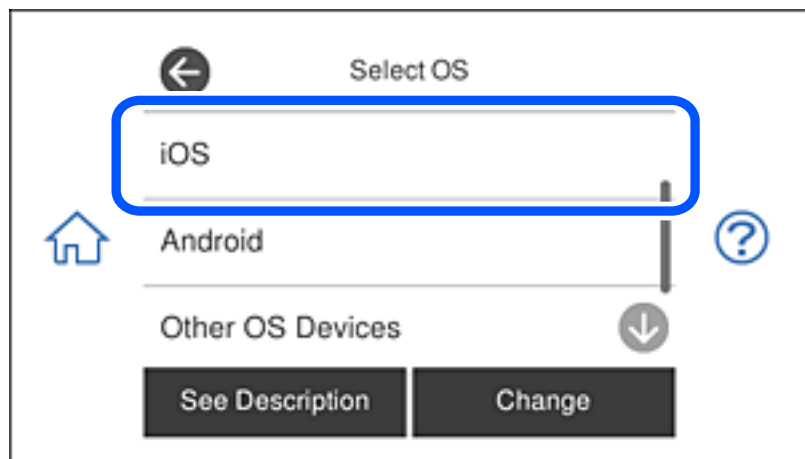 Select OS
iOS
Android
Other OS Devices
See Description Change